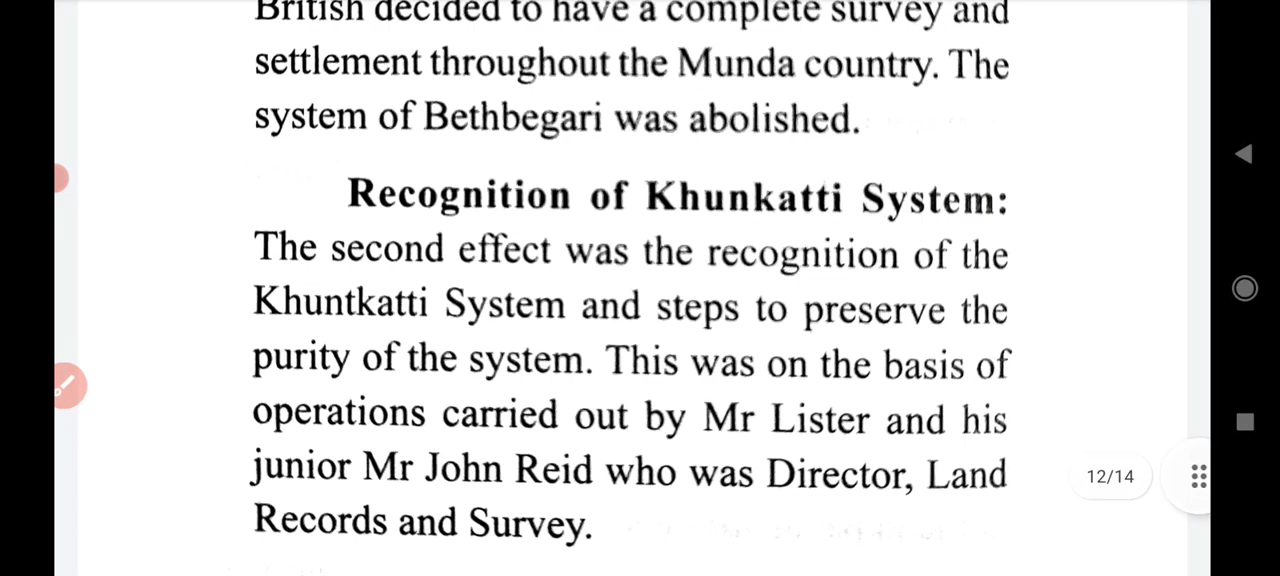 British decided to have a complete survey and
settlement throughout the Munda country. The
system of Bethbegari was abolished.
Recognition of Khunkatti System:
The second effect was the recognition of the
Khuntkatti System and steps to preserve the
purity of the system. This was on the basis of
operations carried out by Mr Lister and his
junior Mr John Reid who was Director, Land
Records and Survey.
12/14